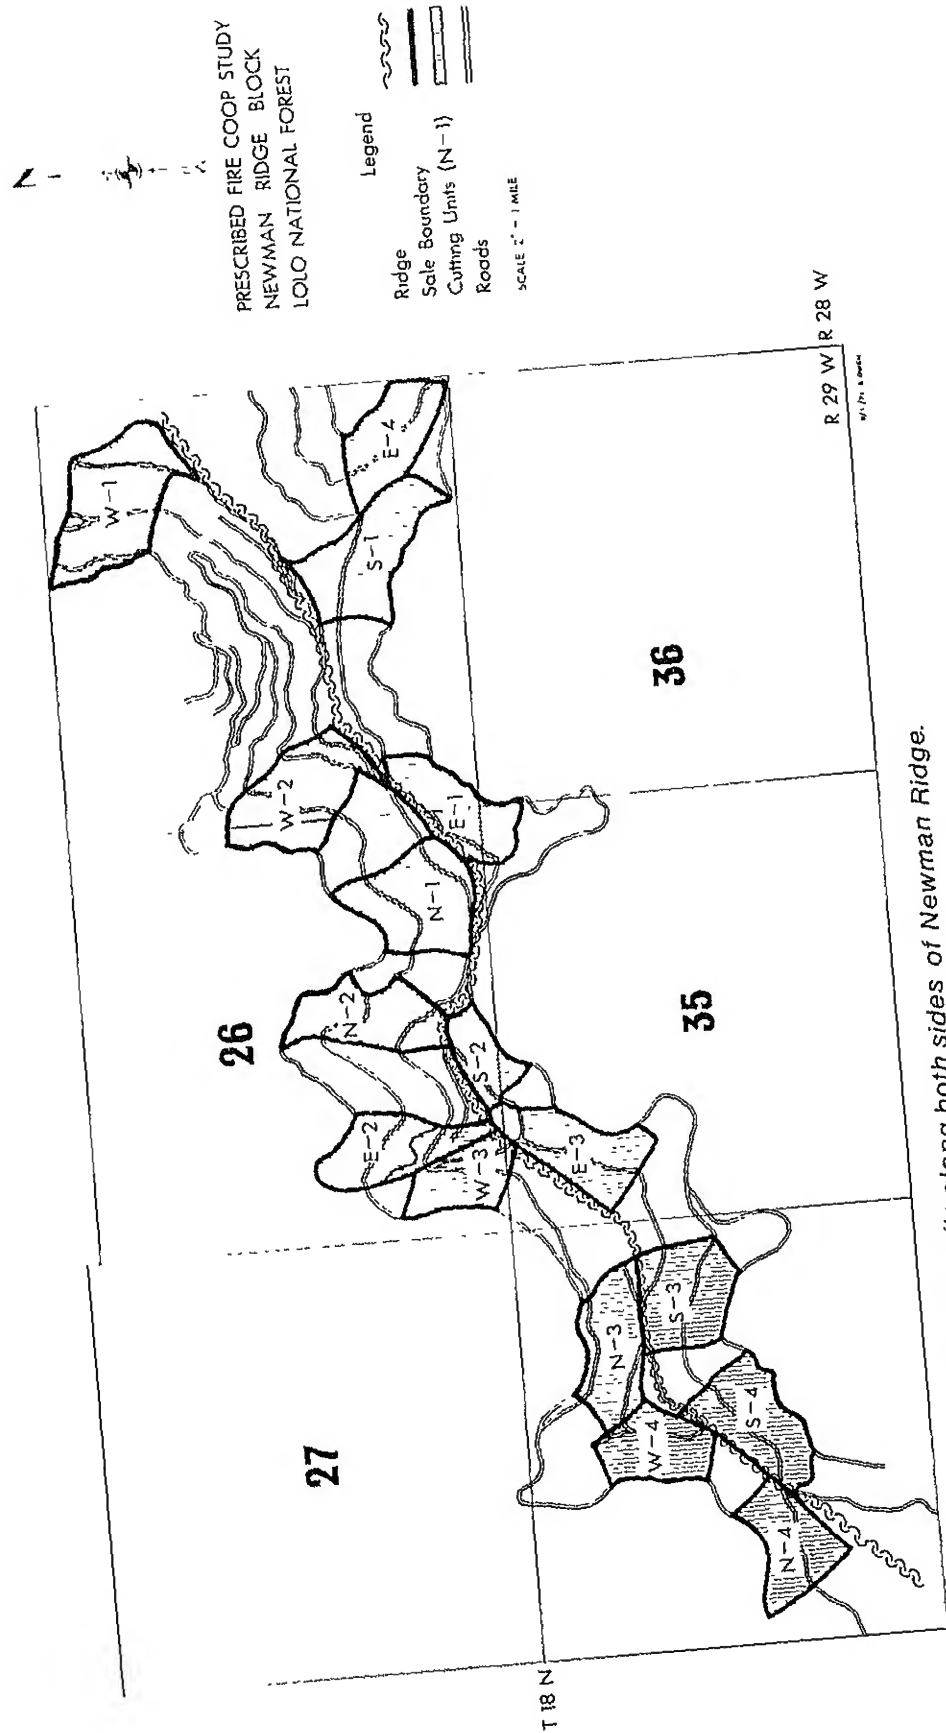 N
PRESCRIBED FIRE COOP STUDY
NEWMAN RIDGE BLOCK
LOLO NATIONAL FOREST
Legend
Ridge
Sale Boundary
Cutting Units (N-1)
Roads
26
27
35
36
W-1
W-2
W-3
W-4
N-1
N-2
N-3
N-4
E-1
E-2
E-3
E-4
S-1
S-2
S-3
S-4
T 18 N
R 29 W R 28 W
along both sides of Newman Ridge.